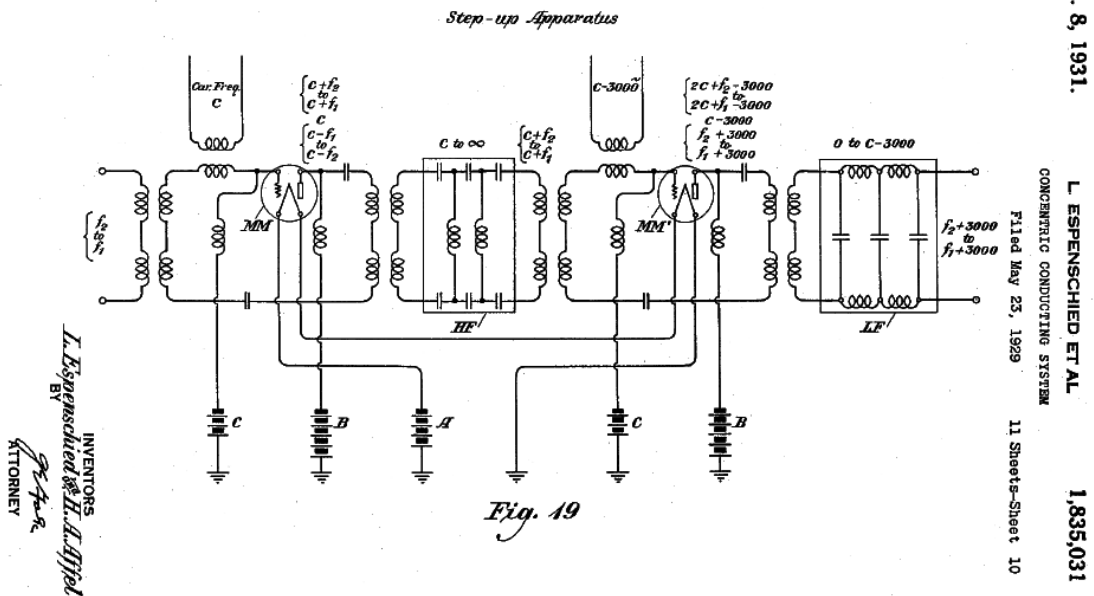 Step-up Apparatus
Car. Freq.
C
C+f2
to
C+f1
C
C-f1
to
C-f2
C to ∞
C+f2
to
C+f1
C-3000~
2C+f2-3000
to
2C+f1-3000
C-3000
f2+3000
to
f1+3000
0 to C-3000
f2
to
f1
MM
MM'
f2+3000
to
f1+3000
HF
LF
C
B
A
C
B
Fig. 19
. 8, 1931.
L. ESPENSCHIED ET AL
1,835,031
CONCENTRIC CONDUCTING SYSTEM
Filed May 23, 1929
11 Sheets-Sheet 10
INVENTORS
L. Espenschied & H. A. Affel
BY
ATTORNEY